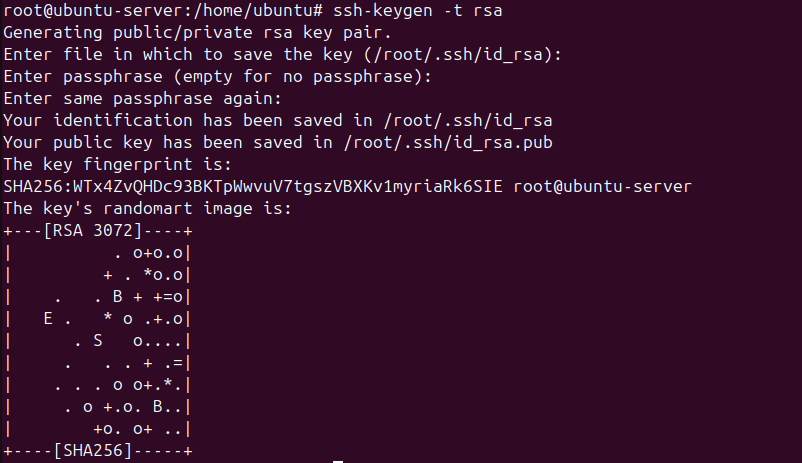 root@ubuntu-server:/home/ubuntu# ssh-keygen -t rsa
Generating public/private rsa key pair.
Enter file in which to save the key (/root/.ssh/id_rsa):
Enter passphrase (empty for no passphrase):
Enter same passphrase again:
Your identification has been saved in /root/.ssh/id_rsa
Your public key has been saved in /root/.ssh/id_rsa.pub
The key fingerprint is:
SHA256:WTx4ZvQHDc93BKTpWwvuV7tgszVBXKv1myriaRk6SIE root@ubuntu-server
The key's randomart image is:
+---[RSA 3072]----+
|          . o+o.o|
|         + . *o.o|
|    .   . B + +=o|
|   E .   * o .+.o|
|      . S   o....|
|     .   . . + .=|
|    . . . o o+.*.|
|     . o +.o. B..|
|        +o. o+ ..|
+----[SHA256]-----+